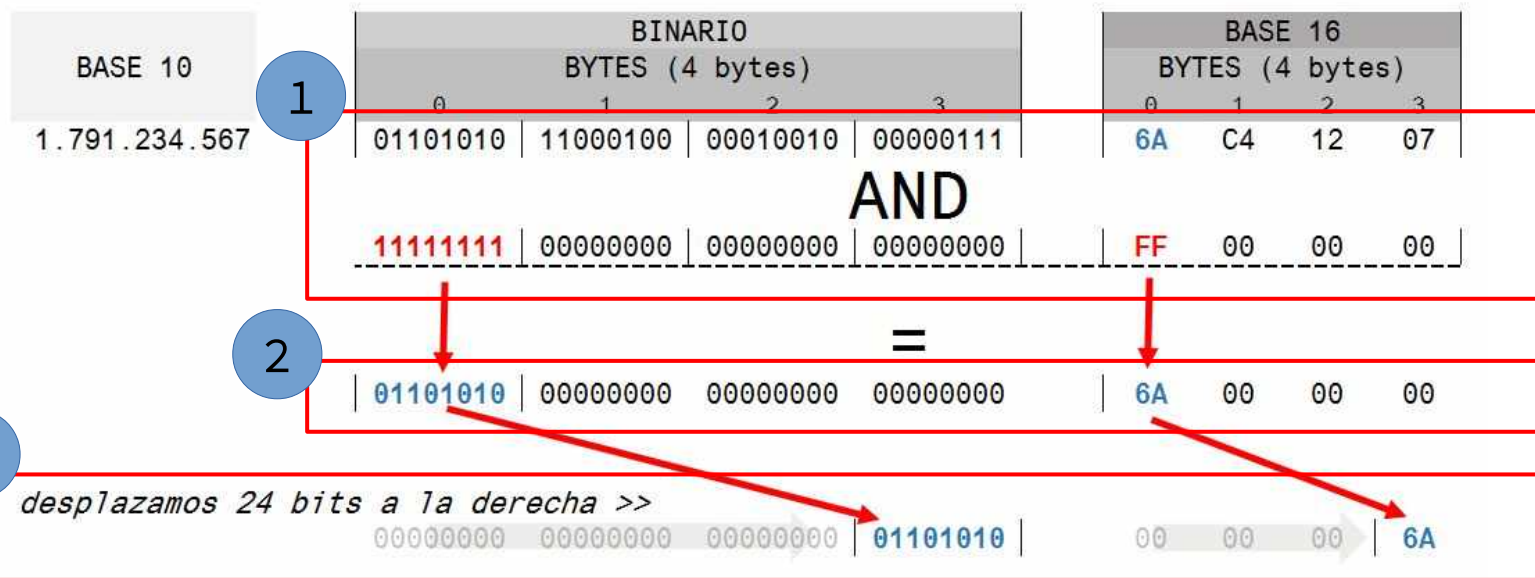 BINARIO BASE 16
BASE 10 BYTES (4 bytes) BYTES (4 bytes)
1
0 1 2 3 0 1 2 3
1.791.234.567 01101010 11000100 00010010 00000111 6A C4 12 07
AND
11111111 00000000 00000000 00000000 FF 00 00 00
2 =
01101010 00000000 00000000 00000000 6A 00 00 00
desplazamos 24 bits a la derecha >>
00000000 00000000 00000000 01101010 00 00 00 6A